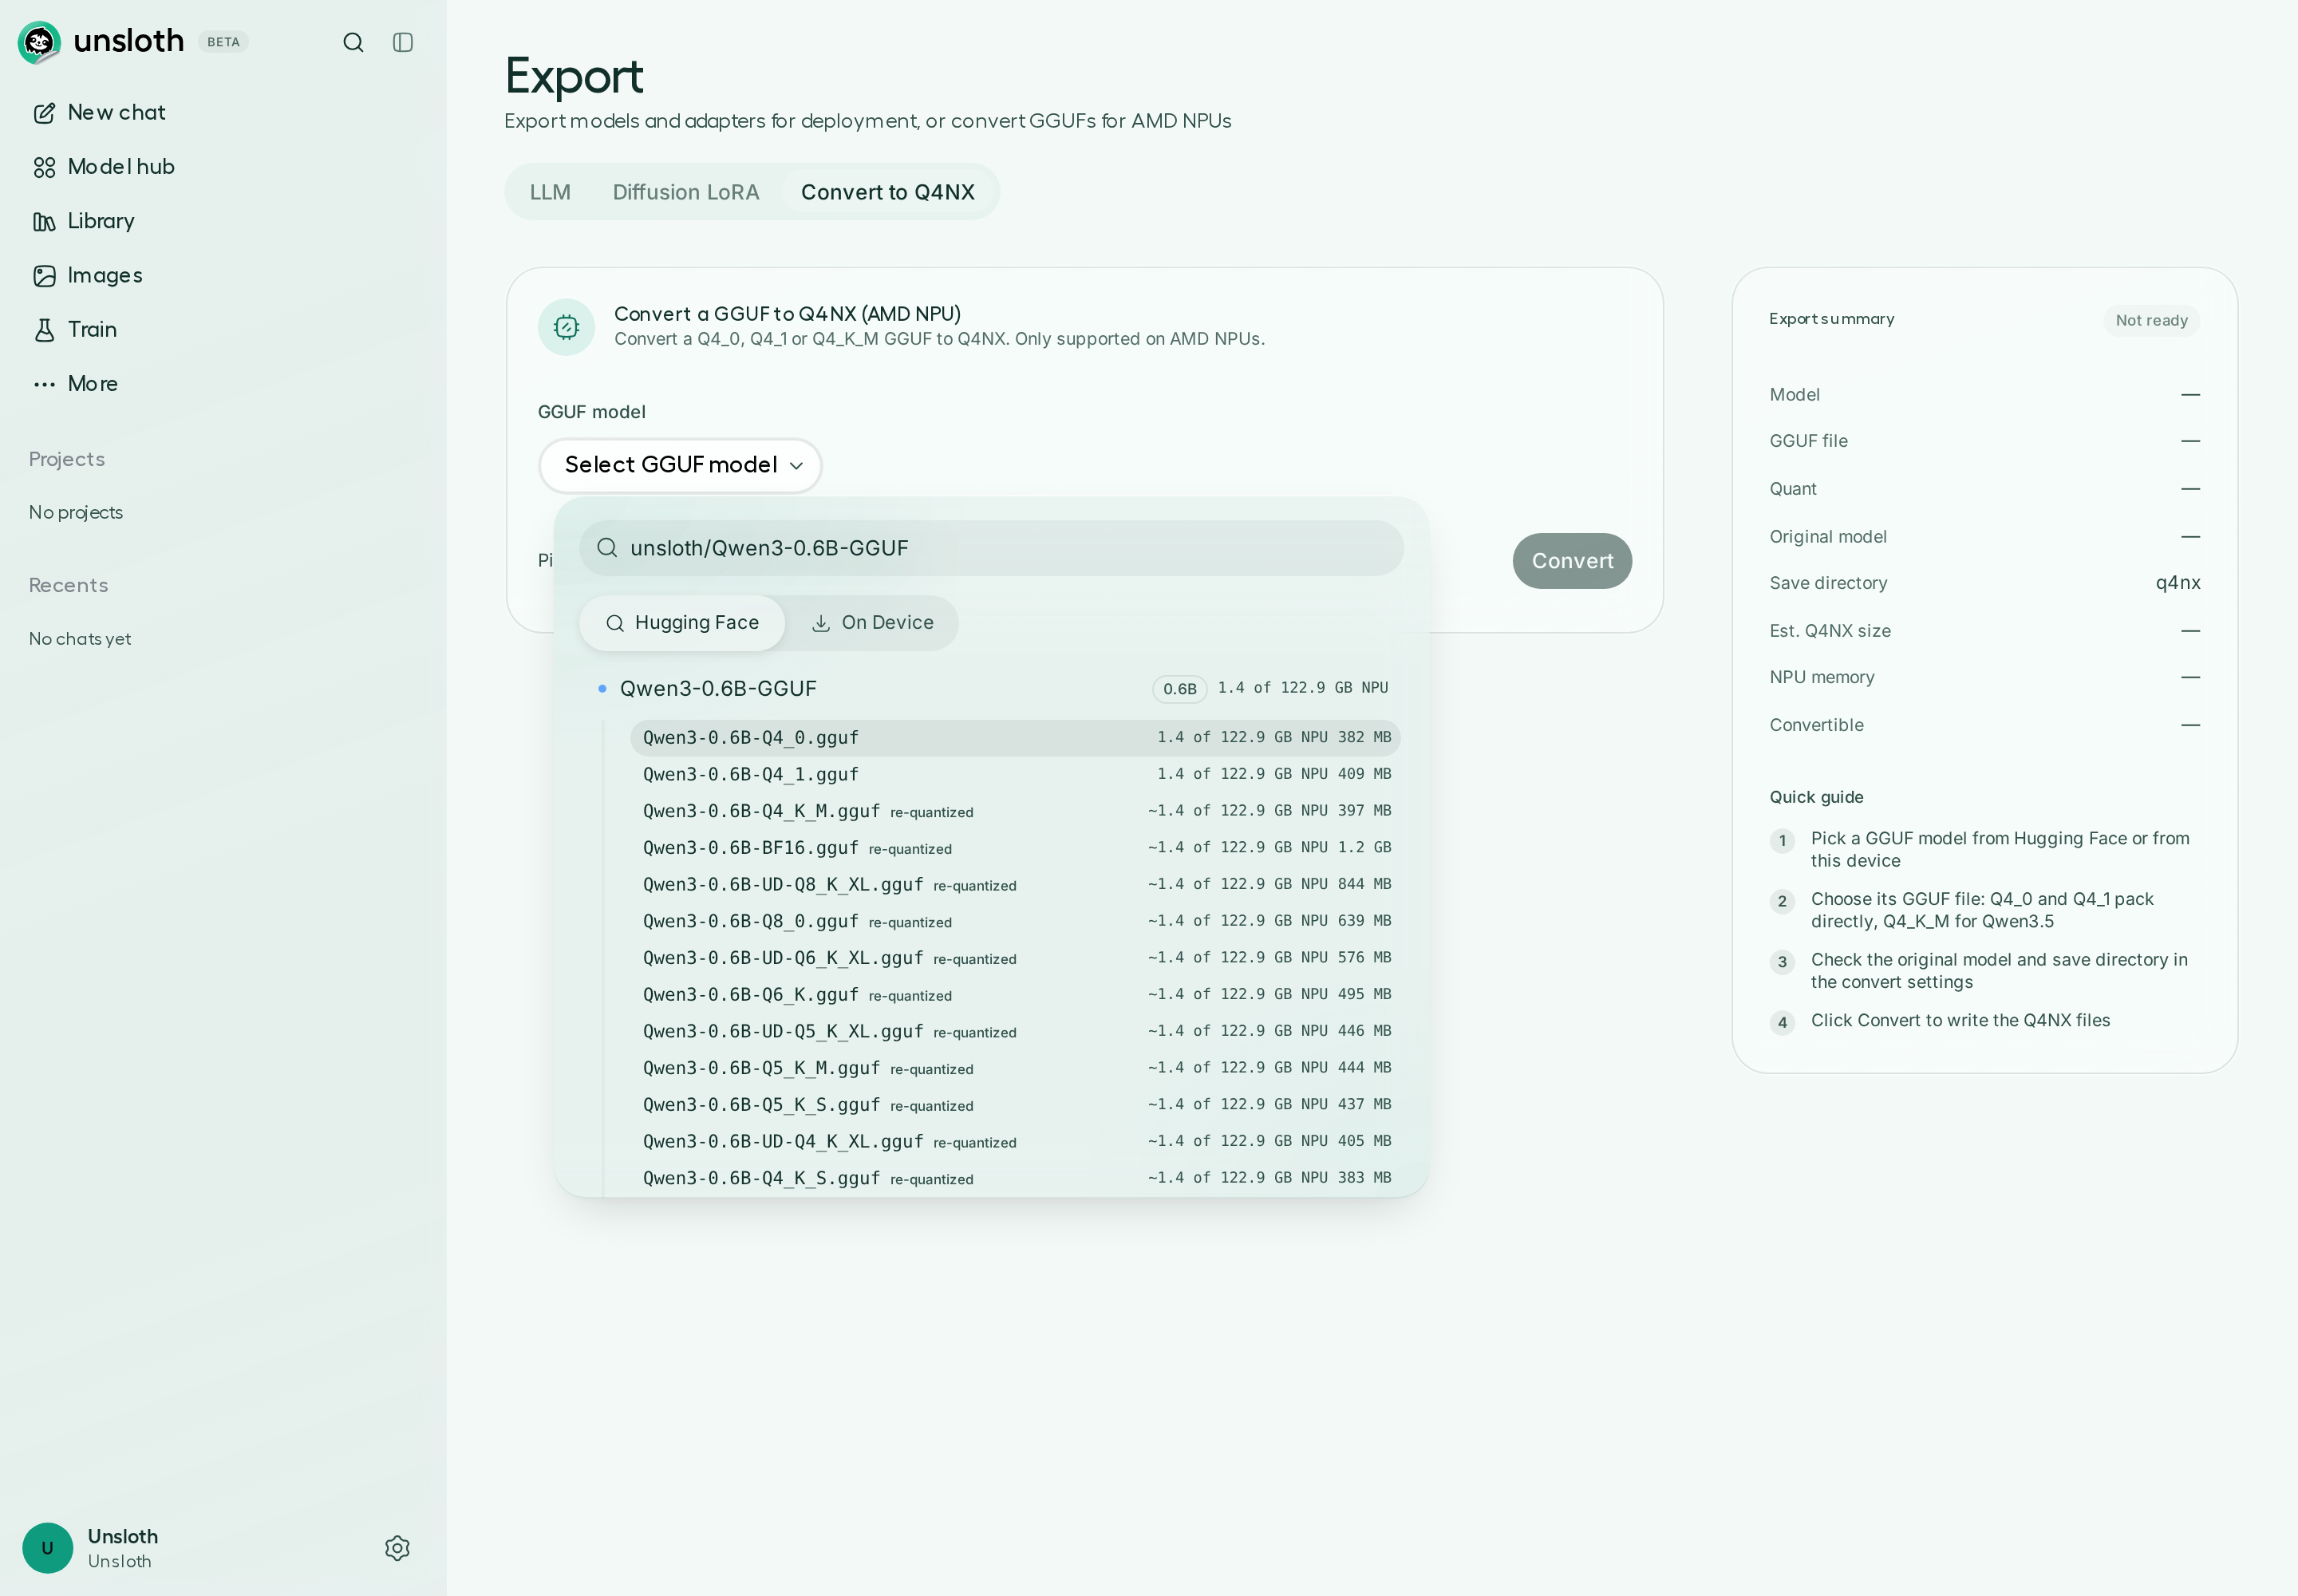 unsloth BETA
New chat
Model hub
Library
Images
Train
More
Projects
No projects
Recents
No chats yet
U
Unsloth
Unsloth
Export
Export models and adapters for deployment, or convert GGUFs for AMD NPUs
LLM Diffusion LoRA Convert to Q4NX
Convert a GGUF to Q4NX (AMD NPU)
Convert a Q4_0, Q4_1 or Q4_K_M GGUF to Q4NX. Only supported on AMD NPUs.
GGUF model
Select GGUF model
Pi
Convert
unsloth/Qwen3-0.6B-GGUF
Hugging Face On Device
Qwen3-0.6B-GGUF 0.6B 1.4 of 122.9 GB NPU
Qwen3-0.6B-Q4_0.gguf 1.4 of 122.9 GB NPU 382 MB
Qwen3-0.6B-Q4_1.gguf 1.4 of 122.9 GB NPU 409 MB
Qwen3-0.6B-Q4_K_M.gguf re-quantized ~1.4 of 122.9 GB NPU 397 MB
Qwen3-0.6B-BF16.gguf re-quantized ~1.4 of 122.9 GB NPU 1.2 GB
Qwen3-0.6B-UD-Q8_K_XL.gguf re-quantized ~1.4 of 122.9 GB NPU 844 MB
Qwen3-0.6B-Q8_0.gguf re-quantized ~1.4 of 122.9 GB NPU 639 MB
Qwen3-0.6B-UD-Q6_K_XL.gguf re-quantized ~1.4 of 122.9 GB NPU 576 MB
Qwen3-0.6B-Q6_K.gguf re-quantized ~1.4 of 122.9 GB NPU 495 MB
Qwen3-0.6B-UD-Q5_K_XL.gguf re-quantized ~1.4 of 122.9 GB NPU 446 MB
Qwen3-0.6B-Q5_K_M.gguf re-quantized ~1.4 of 122.9 GB NPU 444 MB
Qwen3-0.6B-Q5_K_S.gguf re-quantized ~1.4 of 122.9 GB NPU 437 MB
Qwen3-0.6B-UD-Q4_K_XL.gguf re-quantized ~1.4 of 122.9 GB NPU 405 MB
Qwen3-0.6B-Q4_K_S.gguf re-quantized ~1.4 of 122.9 GB NPU 383 MB
Export summary Not ready
Model —
GGUF file —
Quant —
Original model —
Save directory q4nx
Est. Q4NX size —
NPU memory —
Convertible —
Quick guide
1 Pick a GGUF model from Hugging Face or from
this device
2 Choose its GGUF file: Q4_0 and Q4_1 pack
directly, Q4_K_M for Qwen3.5
3 Check the original model and save directory in
the convert settings
4 Click Convert to write the Q4NX files